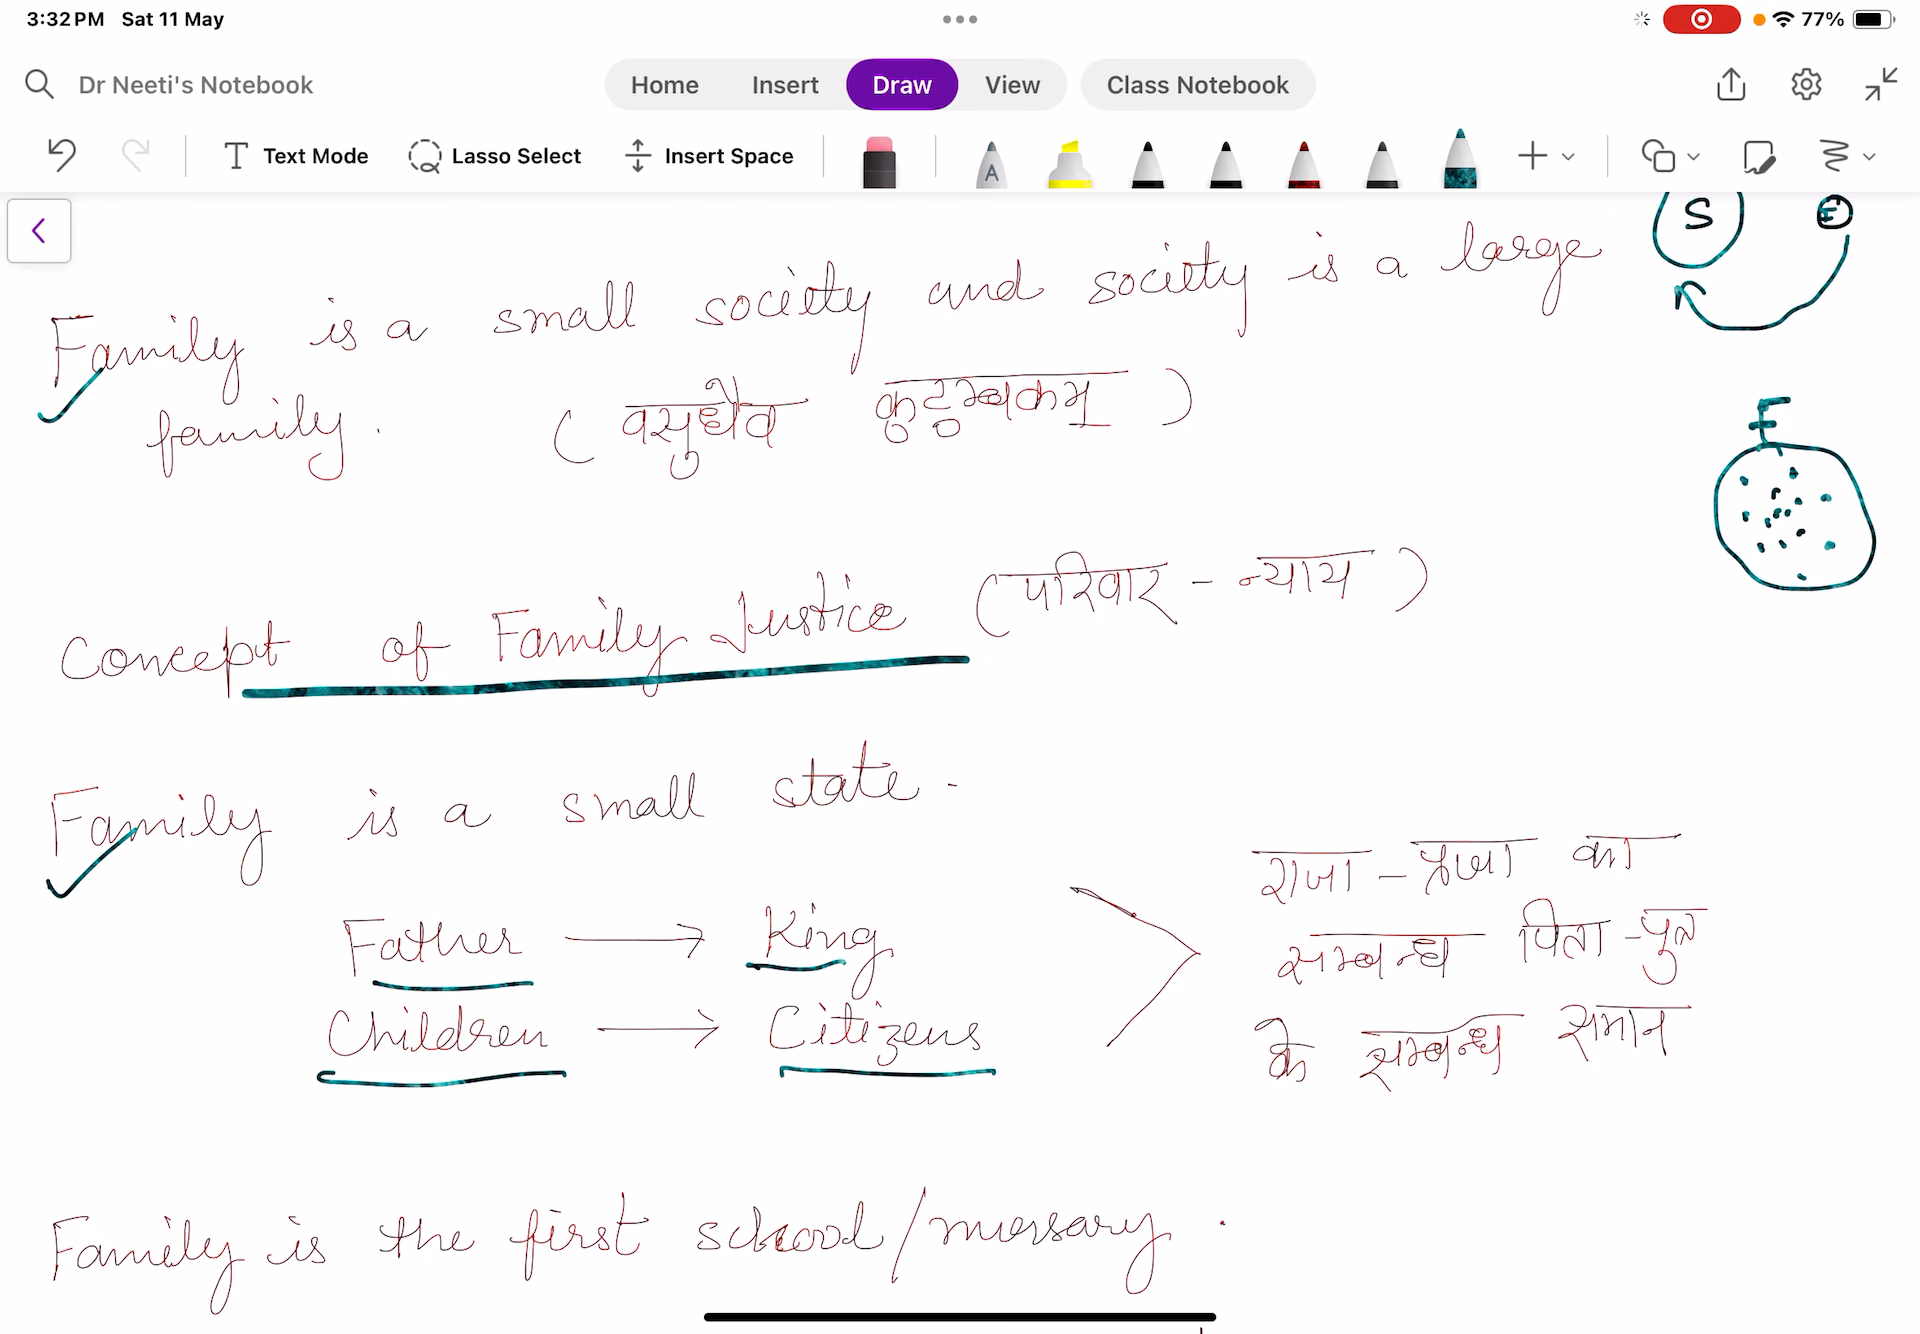 3:32 PM Sat 11 May 77%
Dr Neeti's Notebook Home Insert Draw View Class Notebook
Text Mode Lasso Select Insert Space A
S E
Family is a small society and society is a large
family. (वसुधैव कुटुम्बकम्)
F
Concept of Family Justice (परिवार - न्याय)
Family is a small state.
राजा - प्रजा का
Father → King
सम्बन्ध पिता - पुत्र
Children → Citizens
के सम्बन्ध समान
Family is the first school/nursary.